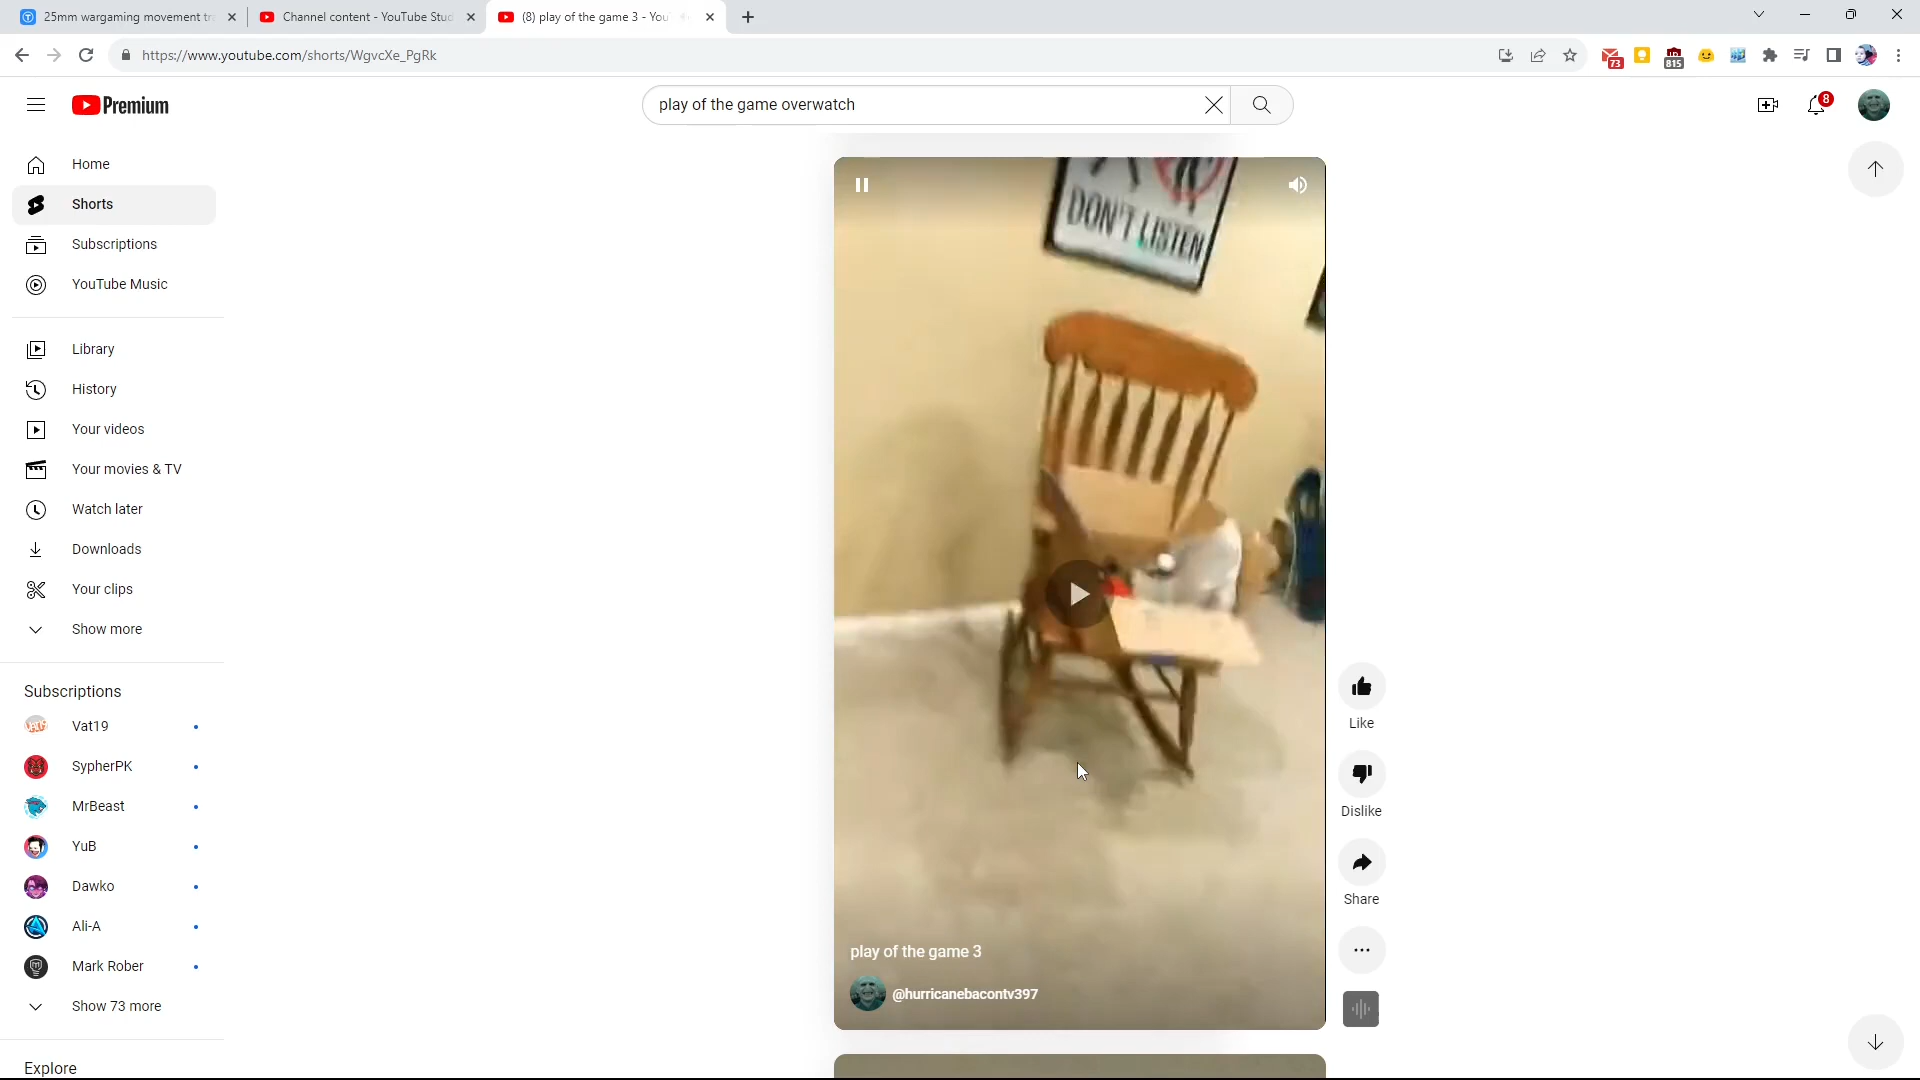 25mm wargaming movement tr
Channel content - YouTube Stud
(8) play of the game 3 - You
https://www.youtube.com/shorts/WgvcXe_PgRk
73
815
Premium
play of the game overwatch
8
Home
Shorts
Subscriptions
YouTube Music
Library
History
Your videos
Your movies & TV
Watch later
Downloads
Your clips
Show more
Subscriptions
Vat19
SypherPK
MrBeast
YuB
Dawko
Ali-A
Mark Rober
Show 73 more
Explore
DON'T LISTEN
play of the game 3
@hurricanebacontv397
Like
Dislike
Share